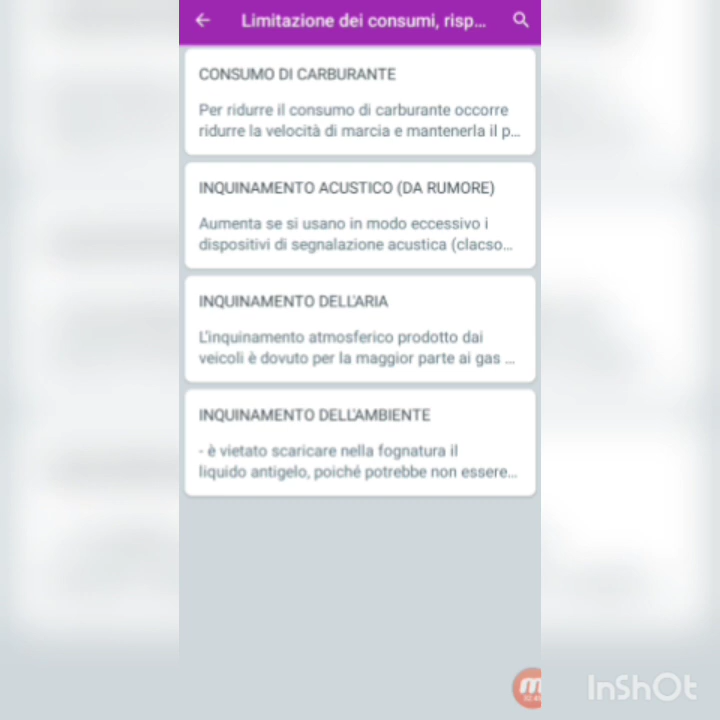 Limitazione dei consumi, risp...
CONSUMO DI CARBURANTE
Per ridurre il consumo di carburante occorre
ridurre la velocità di marcia e mantenerla il p...
INQUINAMENTO ACUSTICO (DA RUMORE)
Aumenta se si usano in modo eccessivo i
dispositivi di segnalazione acustica (clacso...
INQUINAMENTO DELL'ARIA
L'inquinamento atmosferico prodotto dai
veicoli è dovuto per la maggior parte ai gas ...
INQUINAMENTO DELL'AMBIENTE
- è vietato scaricare nella fognatura il
liquido antigelo, poiché potrebbe non essere...
InShOt